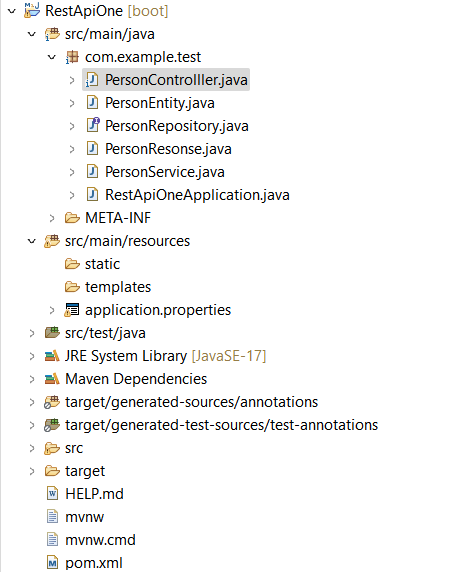 RestApiOne [boot]
src/main/java
com.example.test
PersonControlller.java
PersonEntity.java
PersonRepository.java
PersonResonse.java
PersonService.java
RestApiOneApplication.java
META-INF
src/main/resources
static
templates
application.properties
src/test/java
JRE System Library [JavaSE-17]
Maven Dependencies
target/generated-sources/annotations
target/generated-test-sources/test-annotations
src
target
HELP.md
mvnw
mvnw.cmd
pom.xml